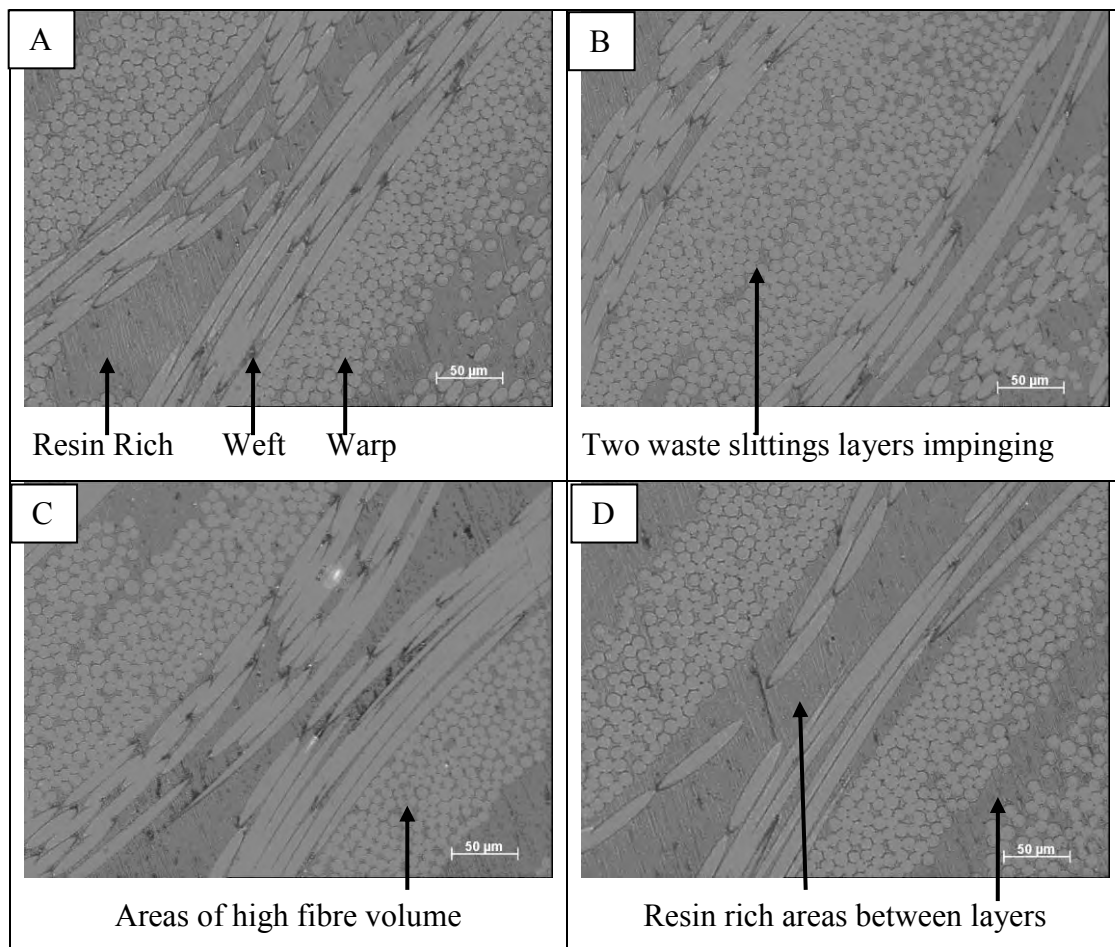 A
50 µm
Resin Rich Weft Warp
B
50 µm
Two waste slittings layers impinging
C
50 µm
Areas of high fibre volume
D
50 µm
Resin rich areas between layers